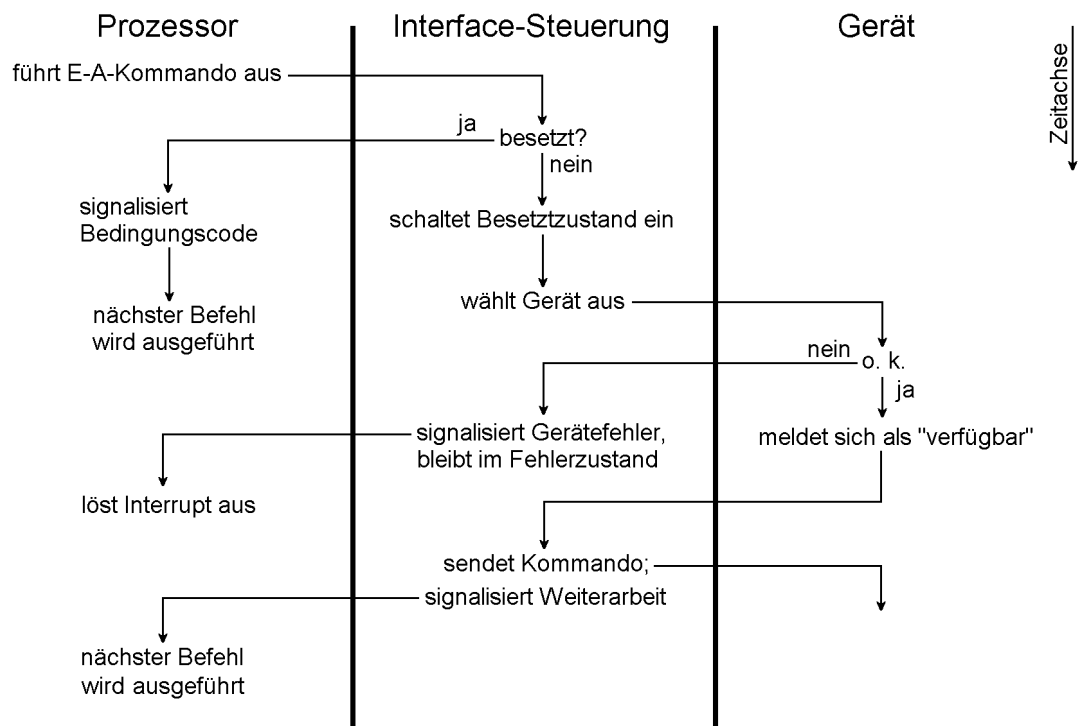 Prozessor
Interface-Steuerung
Gerät
führt E-A-Kommando aus
Zeitachse
ja
besetzt?
nein
signalisiert
Bedingungscode
schaltet Besetztzustand ein
wählt Gerät aus
nächster Befehl
wird ausgeführt
nein
o. k.
ja
signalisiert Gerätefehler,
bleibt im Fehlerzustand
meldet sich als "verfügbar"
löst Interrupt aus
sendet Kommando;
signalisiert Weiterarbeit
nächster Befehl
wird ausgeführt